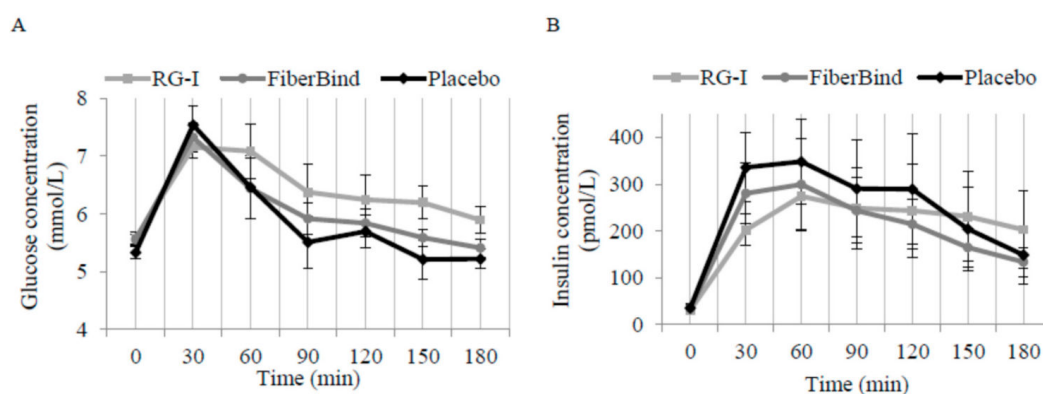 A
RG-I FiberBind Placebo
Glucose concentration
(mmol/L)
8
7
6
5
4
0 30 60 90 120 150 180
Time (min)
B
RG-I FiberBind Placebo
Insulin concentration
(pmol/L)
400
300
200
100
0
0 30 60 90 120 150 180
Time (min)